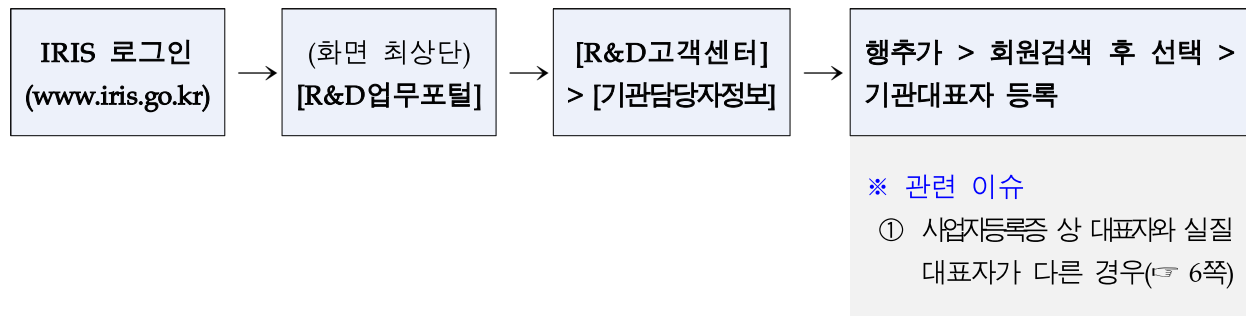 IRIS 로그인
(www.iris.go.kr)
→
(화면 최상단)
[R&D업무포털]
→
[R&D고객센터]
> [기관담당자정보]
→
행추가 > 회원검색 후 선택 >
기관대표자 등록
※ 관련 이슈
① 사업자등록증 상 대표자와 실질
대표자가 다른 경우(☞ 6쪽)